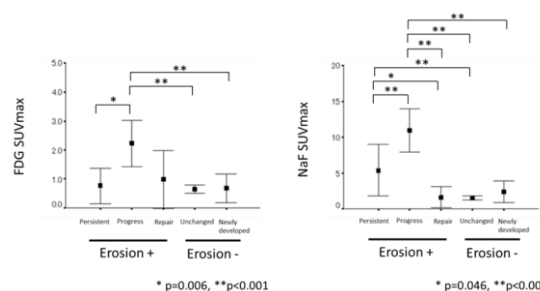 **
**
*
FDG SUVmax
5.0
4.0
3.0
2.0
1.0
0.0
Persistent Progress Repair Unchanged Newly developed
Erosion + Erosion -
* p=0.006, **p<0.001
**
**
**
**
*
**
NaF SUVmax
20
15
10
5
0
Persistent Progress Repair Unchanged Newly developed
Erosion + Erosion -
* p=0.046, **p<0.00